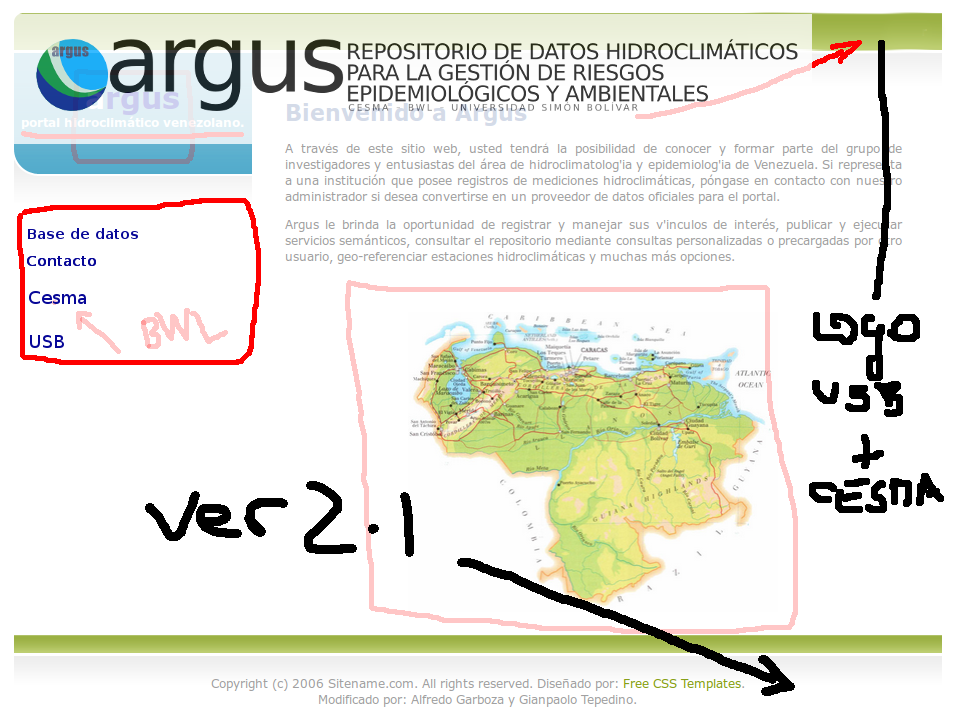 argus
argus
REPOSITORIO DE DATOS HIDROCLIMÁTICOS
PARA LA GESTIÓN DE RIESGOS
EPIDEMIOLÓGICOS Y AMBIENTALES
CESMA BWL UNIVERSIDAD SIMÓN BOLÍVAR
argus
portal hidroclimático venezolano.
Bienvenido a Argus
A través de este sitio web, usted tendrá la posibilidad de conocer y formar parte del grupo de
investigadores y entusiastas del área de hidroclimatolog'ia y epidemiolog'ia de Venezuela. Si representa
a una institución que posee registros de mediciones hidroclimáticas, póngase en contacto con nuestro
administrador si desea convertirse en un proveedor de datos oficiales para el portal.
Argus le brinda la oportunidad de registrar y manejar sus v'inculos de interés, publicar y ejecutar
servicios semánticos, consultar el repositorio mediante consultas personalizadas o precargadas por otro
usuario, geo-referenciar estaciones hidroclimáticas y muchas más opciones.
Base de datos
Contacto
Cesma
BWL
USB
CARIBBEAN SEA
CARACAS
ATLANTIC
OCEAN
GUIANA HIGHLANDS
GUYANA
COLOMBIA
BRAZIL
LOGO
USB
+
CESMA
ver 2.1
Copyright (c) 2006 Sitename.com. All rights reserved. Diseñado por: Free CSS Templates.
Modificado por: Alfredo Garboza y Gianpaolo Tepedino.